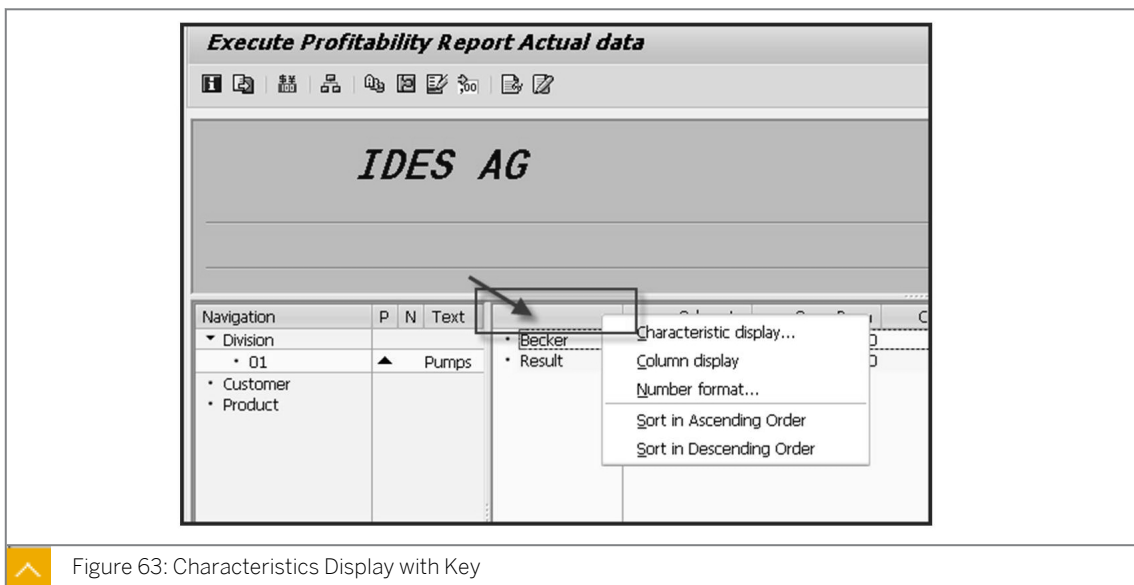 Execute Profitability Report Actual data
IDES AG
Navigation P N Text
Division
01 Pumps
Customer
Product
Becker
Result
Characteristic display...
Column display
Number format...
Sort in Ascending Order
Sort in Descending Order
Figure 63: Characteristics Display with Key